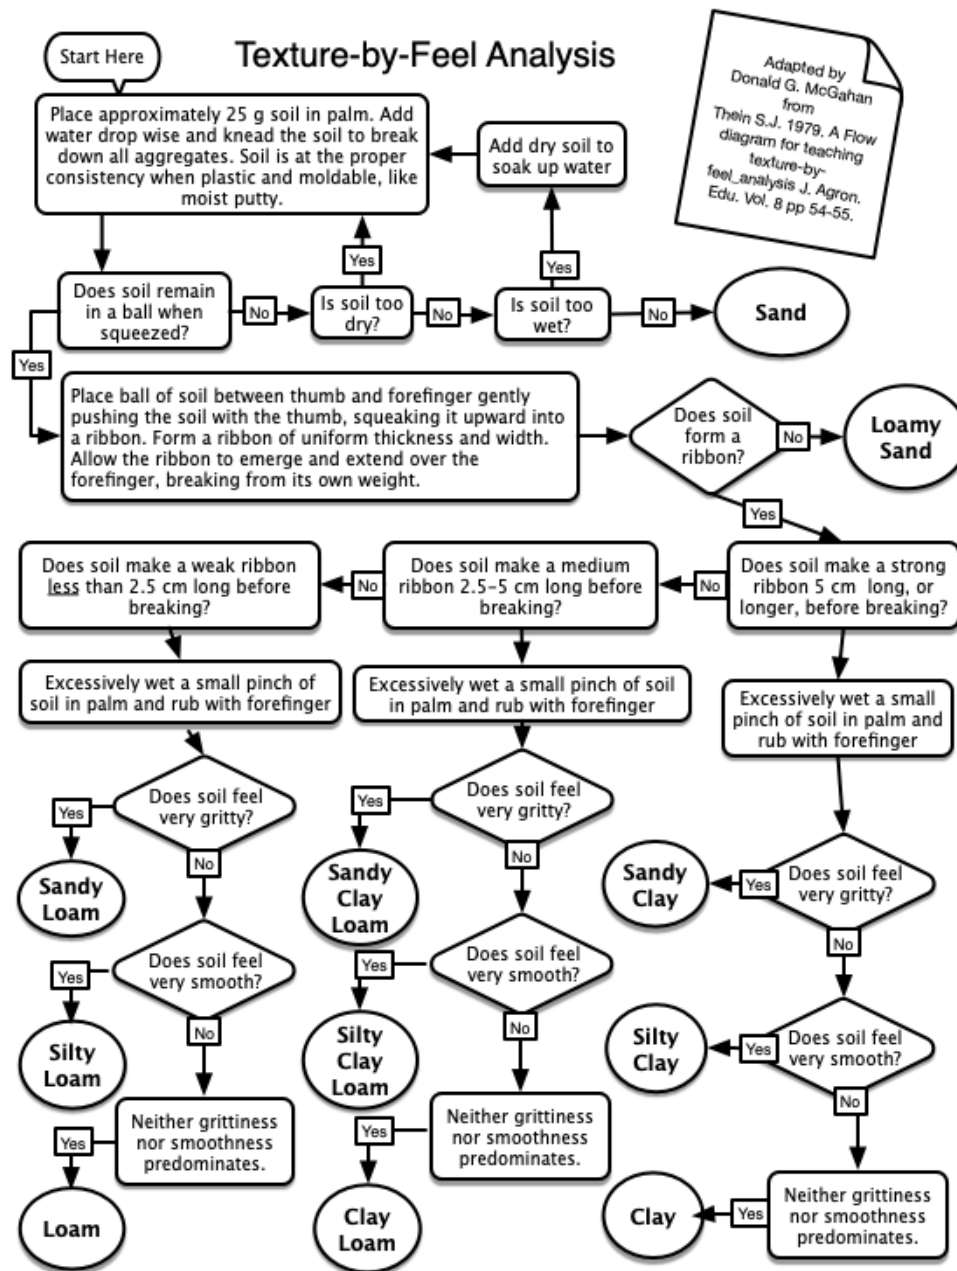 Start Here
Texture-by-Feel Analysis
Adapted by
Donald G. McGahan
from
Thein S.J. 1979. A Flow
diagram for teaching
texture-by-
feel_analysis J. Agron.
Edu. Vol. 8 pp 54-55.
Place approximately 25 g soil in palm. Add
water drop wise and knead the soil to break
down all aggregates. Soil is at the proper
consistency when plastic and moldable, like
moist putty.
Add dry soil to
soak up water
Yes
Yes
Does soil remain
in a ball when
squeezed?
No
Is soil too
dry?
No
Is soil too
wet?
No
Sand
Yes
Place ball of soil between thumb and forefinger gently
pushing the soil with the thumb, squeaking it upward into
a ribbon. Form a ribbon of uniform thickness and width.
Allow the ribbon to emerge and extend over the
forefinger, breaking from its own weight.
Does soil
form a
ribbon?
No
Loamy
Sand
Yes
Does soil make a weak ribbon
less than 2.5 cm long before
breaking?
No
Does soil make a medium
ribbon 2.5-5 cm long before
breaking?
No
Does soil make a strong
ribbon 5 cm long, or
longer, before breaking?
Excessively wet a small pinch of
soil in palm and rub with forefinger
Excessively wet a small pinch of soil
in palm and rub with forefinger
Excessively wet a small
pinch of soil in palm and
rub with forefinger
Does soil feel
very gritty?
Yes
Sandy
Loam
No
Does soil feel
very smooth?
Yes
Silty
Loam
No
Neither grittiness
nor smoothness
predominates.
Yes
Loam
Does soil feel
very gritty?
Yes
Sandy
Clay
Loam
No
Does soil feel
very smooth?
Yes
Silty
Clay
Loam
No
Neither grittiness
nor smoothness
predominates.
Yes
Clay
Loam
Does soil feel
very gritty?
Yes
Sandy
Clay
No
Does soil feel
very smooth?
Yes
Silty
Clay
No
Neither grittiness
nor smoothness
predominates.
Yes
Clay